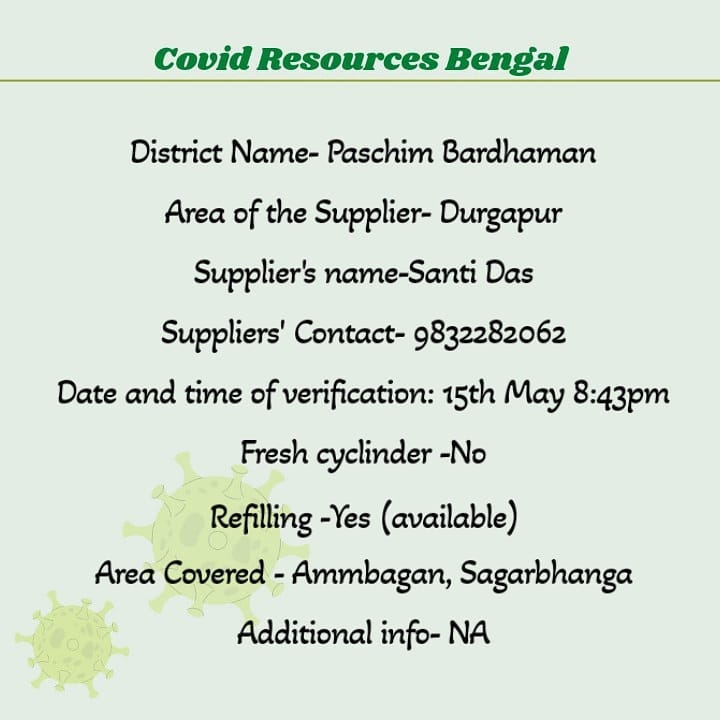 Covid Resources Bengal
District Name- Paschim Bardhaman
Area of the Supplier- Durgapur
Supplier's name-Santi Das
Suppliers' Contact- 9832282062
Date and time of verification: 15th May 8:43pm
Fresh cyclinder -No
Refilling -Yes (available)
Area Covered - Ammbagan, Sagarbhanga
Additional info- NA